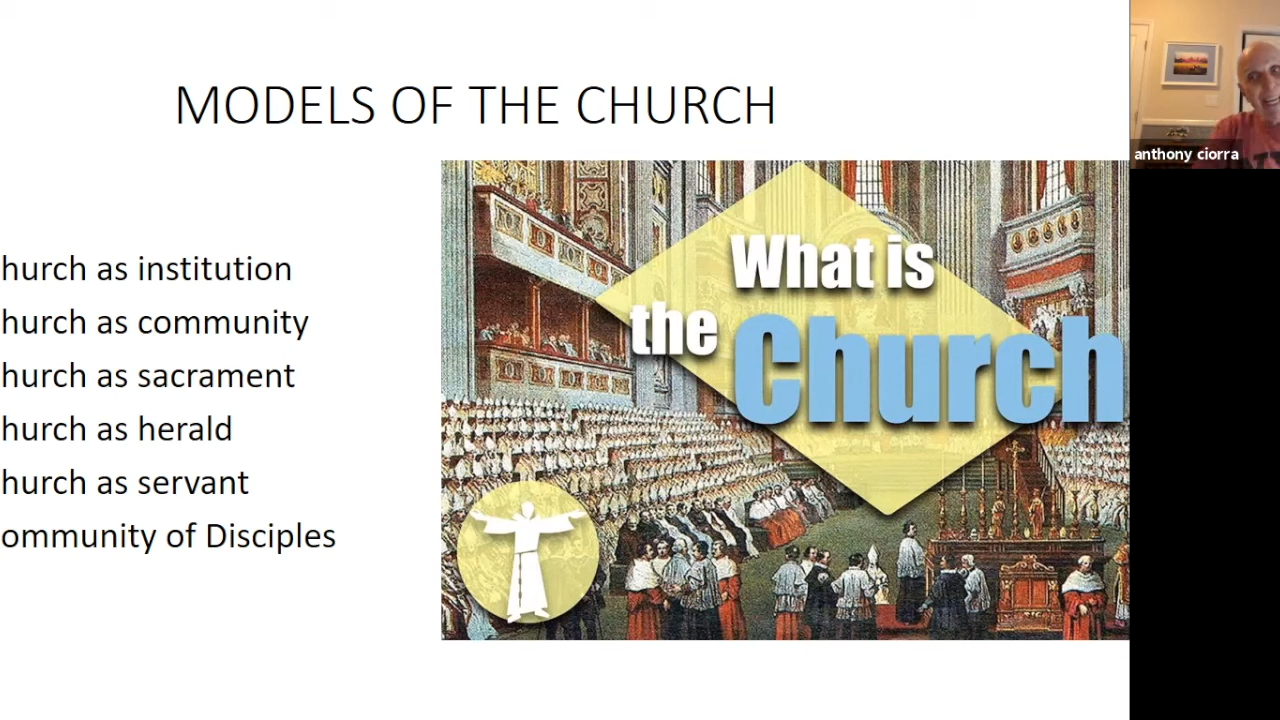 MODELS OF THE CHURCH
hurch as institution
hurch as community
hurch as sacrament
hurch as herald
hurch as servant
ommunity of Disciples
What is
the Church
anthony ciorra